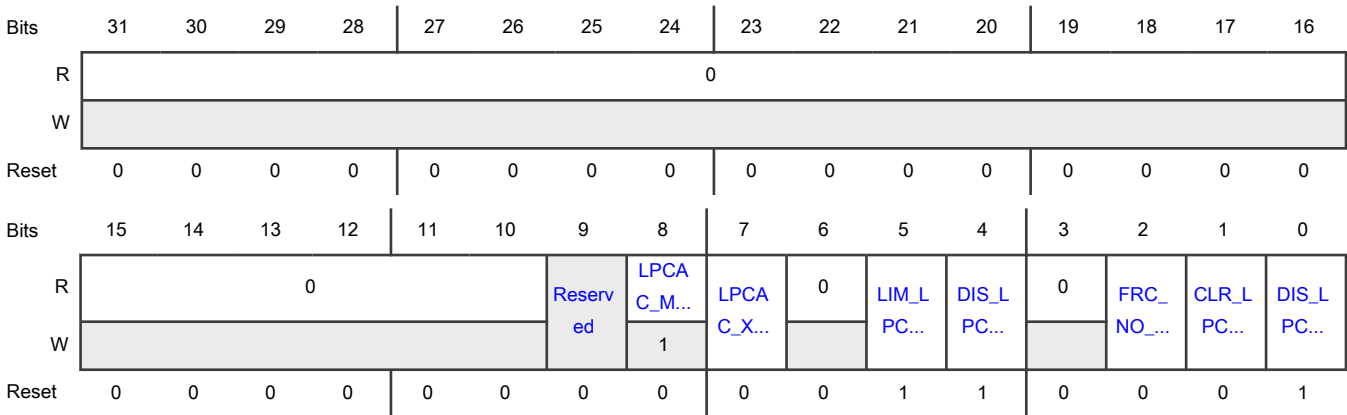 Bits 31 30 29 28 27 26 25 24 23 22 21 20 19 18 17 16
R 0
W
Reset 0 0 0 0 0 0 0 0 0 0 0 0 0 0 0 0
Bits 15 14 13 12 11 10 9 8 7 6 5 4 3 2 1 0
R 0 Reserv LPCA LPCA 0 LIM_L DIS_L 0 FRC_ CLR_L DIS_L
ed C_M... C_X... PC... PC... NO_... PC... PC...
W 1
Reset 0 0 0 0 0 0 0 0 0 0 1 1 0 0 0 1